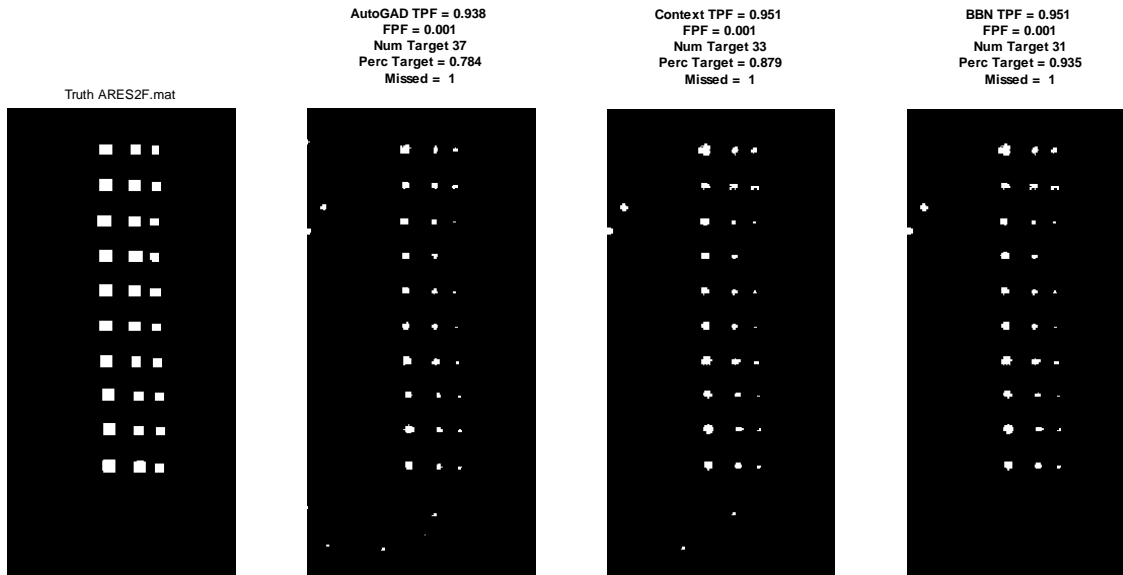 Truth ARES2F.mat
AutoGAD TPF = 0.938
FPF = 0.001
Num Target 37
Perc Target = 0.784
Missed = 1
Context TPF = 0.951
FPF = 0.001
Num Target 33
Perc Target = 0.879
Missed = 1
BBN TPF = 0.951
FPF = 0.001
Num Target 31
Perc Target = 0.935
Missed = 1